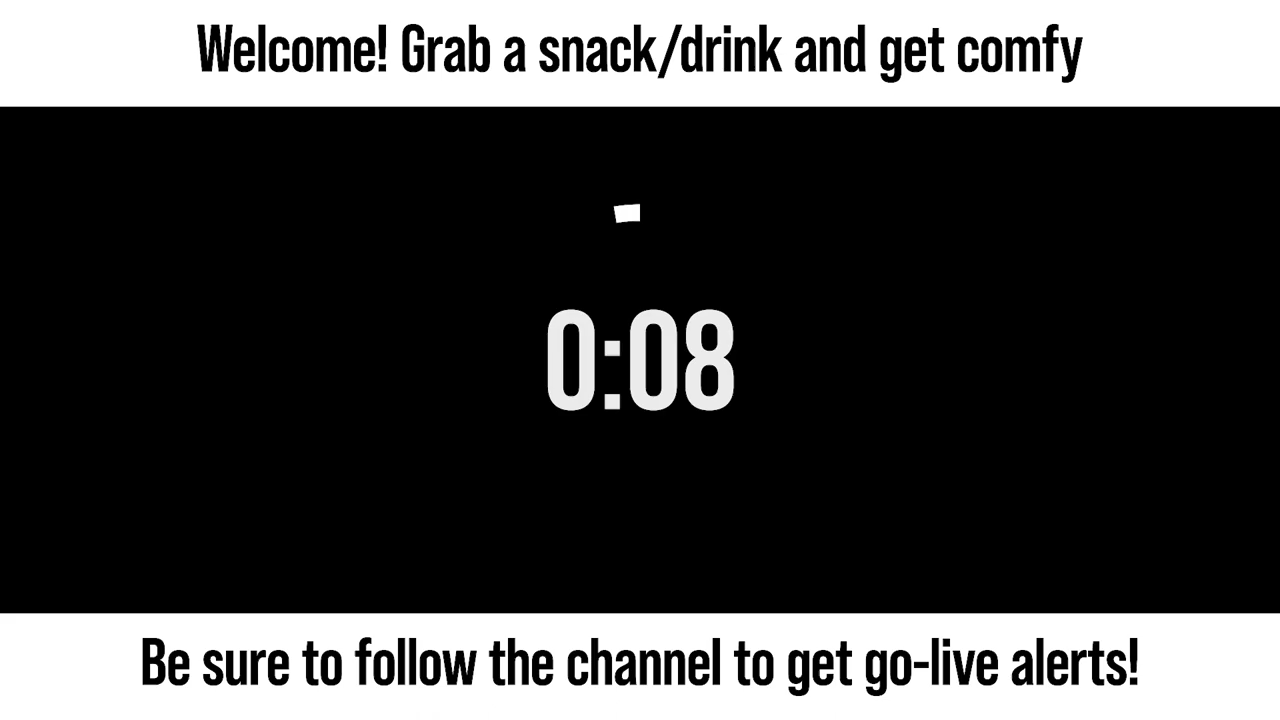 Welcome! Grab a snack/drink and get comfy
0:08
Be sure to follow the channel to get go-live alerts!